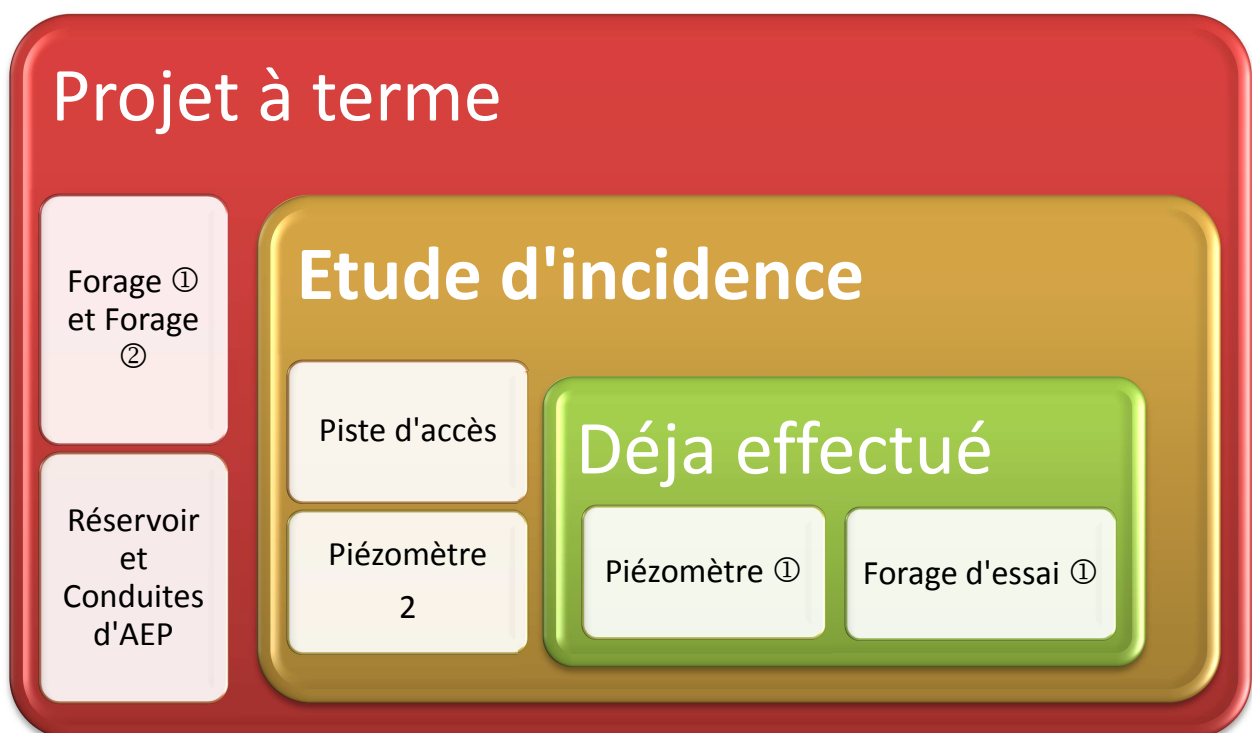 Projet à terme
Forage ①
et Forage
②
Réservoir
et
Conduites
d'AEP
Etude d'incidence
Piste d'accès
Piézomètre
2
Déja effectué
Piézomètre ①
Forage d'essai ①